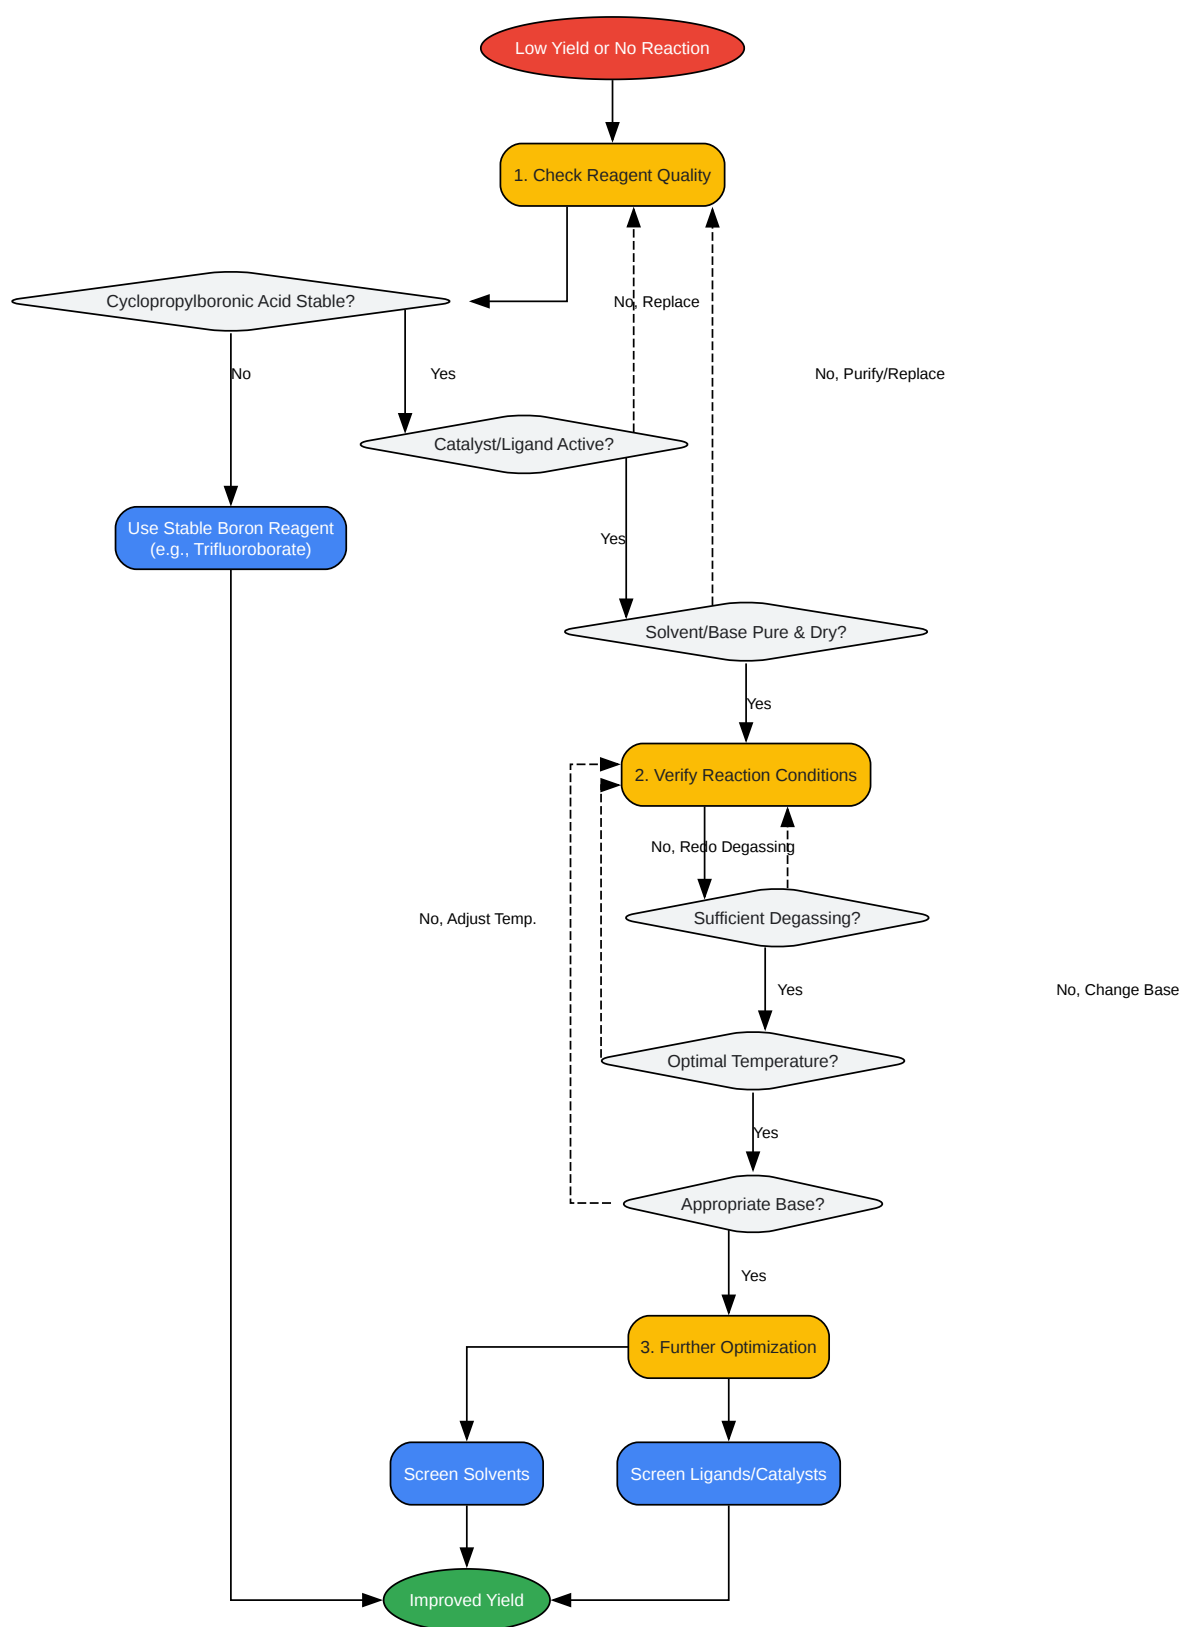 Low Yield or No Reaction
1. Check Reagent Quality
Cyclopropylboronic Acid Stable?
No, Replace
No
Yes
No, Purify/Replace
Catalyst/Ligand Active?
Use Stable Boron Reagent
(e.g., Trifluoroborate)
Yes
Solvent/Base Pure & Dry?
Yes
2. Verify Reaction Conditions
No, Redo Degassing
No, Adjust Temp.
Sufficient Degassing?
Yes
No, Change Base
Optimal Temperature?
Yes
Appropriate Base?
Yes
3. Further Optimization
Screen Solvents
Screen Ligands/Catalysts
Improved Yield